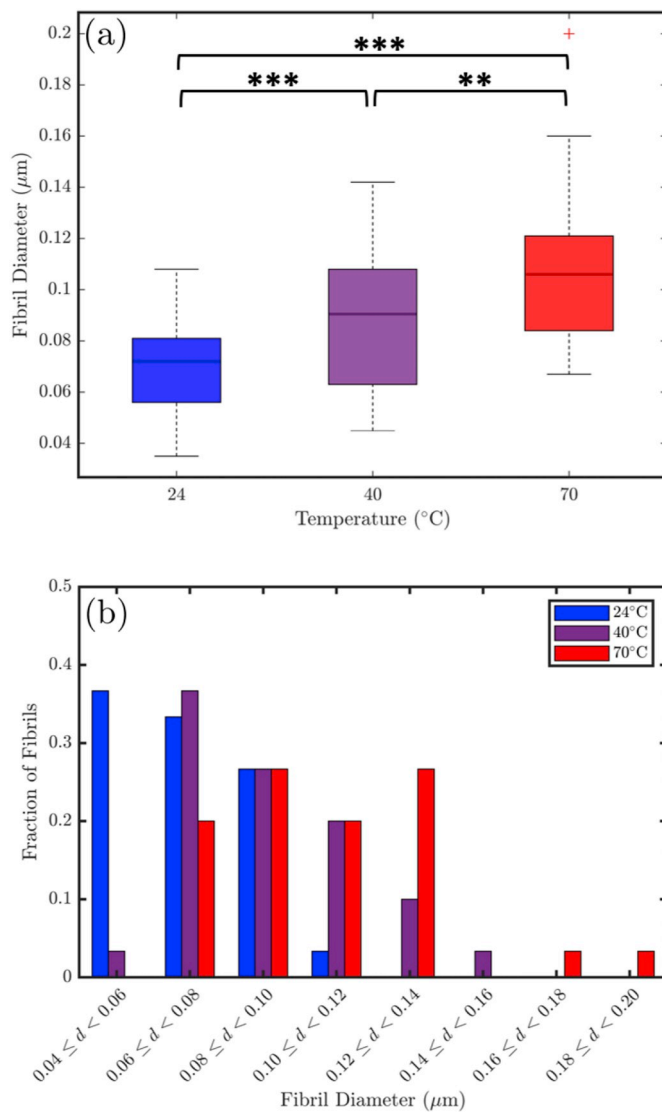 (a)
***
***
**
+
0.2
0.18
0.16
0.14
0.12
0.1
0.08
0.06
0.04
Fibril Diameter (μm)
24 40 70
Temperature (°C)
(b)
24°C
40°C
70°C
0.5
0.4
0.3
0.2
0.1
0
Fraction of Fibrils
0.04 ≤ d < 0.06
0.06 ≤ d < 0.08
0.08 ≤ d < 0.10
0.10 ≤ d < 0.12
0.12 ≤ d < 0.14
0.14 ≤ d < 0.16
0.16 ≤ d < 0.18
0.18 ≤ d < 0.20
Fibril Diameter (μm)